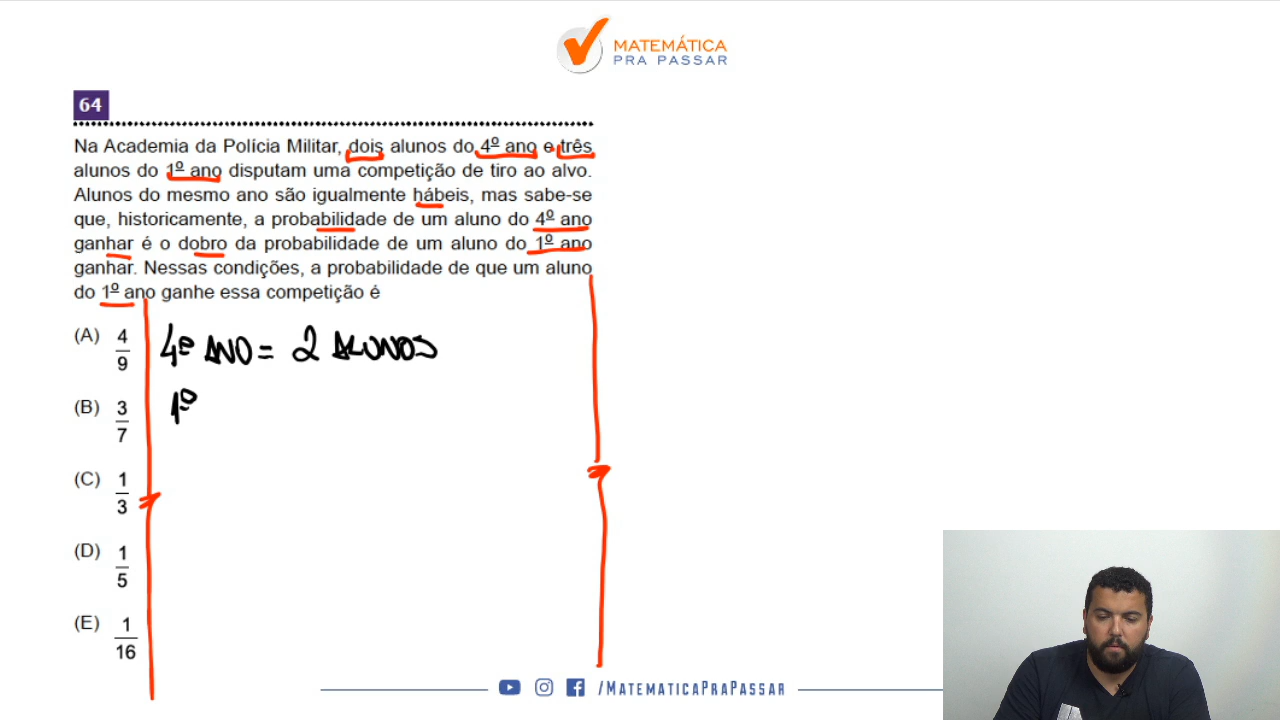 MATEMÁTICA
PRA PASSAR
64
Na Academia da Polícia Militar, dois alunos do 4º ano e três
alunos do 1º ano disputam uma competição de tiro ao alvo.
Alunos do mesmo ano são igualmente hábeis, mas sabe-se
que, historicamente, a probabilidade de um aluno do 4º ano
ganhar é o dobro da probabilidade de um aluno do 1º ano
ganhar. Nessas condições, a probabilidade de que um aluno
do 1º ano ganhe essa competição é
(A) 4/9
(B) 3/7
(C) 1/3
(D) 1/5
(E) 1/16
4º ANO = 2 ALUNOS
1º
/MATEMATICAPRAPASSAR